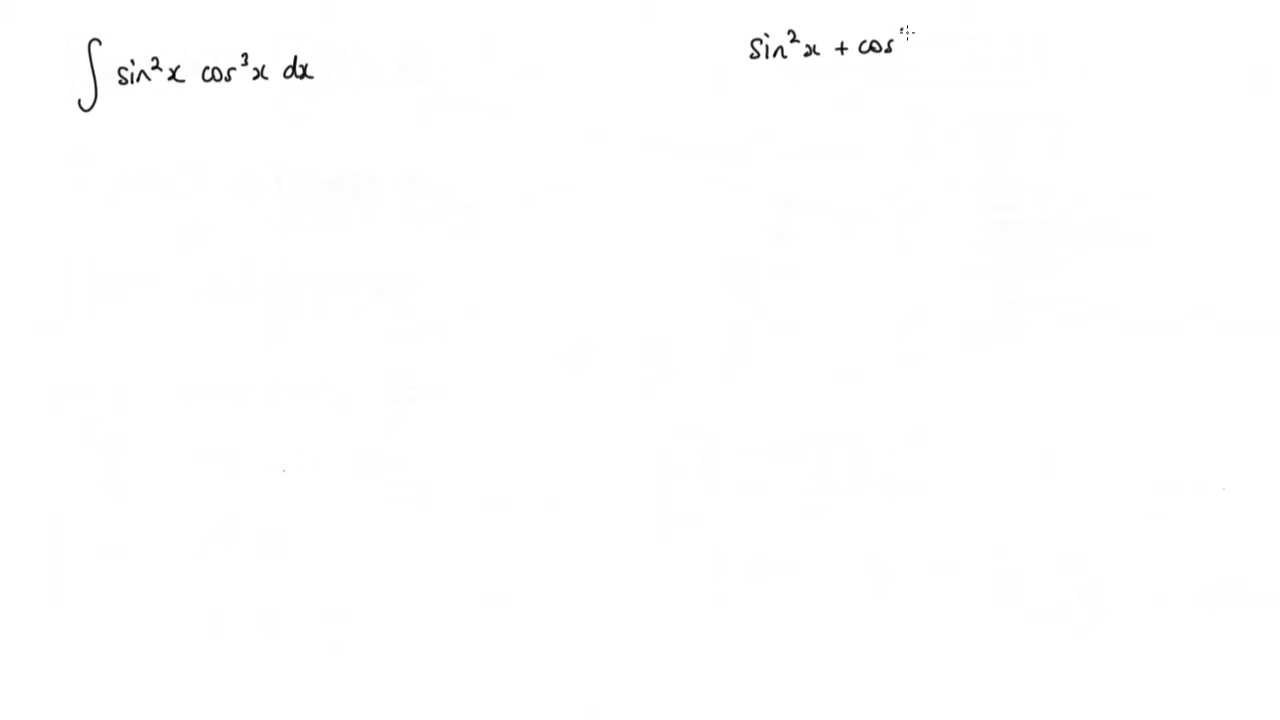 ∫ sin²x cos³x dx
sin²x + cos